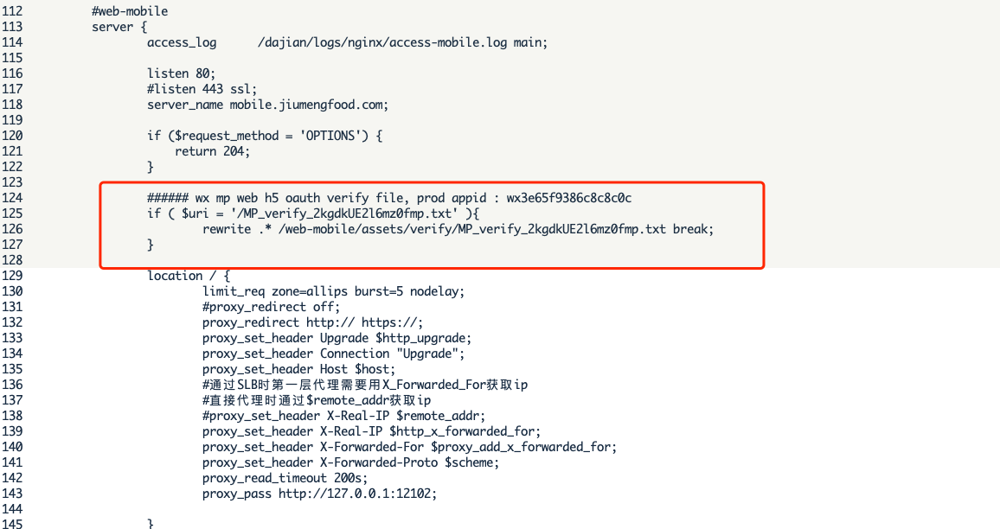 112 #web-mobile
113 server {
114 access_log /dajian/logs/nginx/access-mobile.log main;
115
116 listen 80;
117 #listen 443 ssl;
118 server_name mobile.jiumengfood.com;
119
120 if ($request_method = 'OPTIONS') {
121 return 204;
122 }
123
124 ###### wx mp web h5 oauth verify file, prod appid : wx3e65f9386c8c8c0c
125 if ( $uri = '/MP_verify_2kgdkUE2l6mz0fmp.txt' ){
126 rewrite .* /web-mobile/assets/verify/MP_verify_2kgdkUE2l6mz0fmp.txt break;
127 }
128
129 location / {
130 limit_req zone=allips burst=5 nodelay;
131 #proxy_redirect off;
132 proxy_redirect http:// https://;
133 proxy_set_header Upgrade $http_upgrade;
134 proxy_set_header Connection "Upgrade";
135 proxy_set_header Host $host;
136 #通过SLB时第一层代理需要用X_Forwarded_For获取ip
137 #直接代理时通过$remote_addr获取ip
138 #proxy_set_header X-Real-IP $remote_addr;
139 proxy_set_header X-Real-IP $http_x_forwarded_for;
140 proxy_set_header X-Forwarded-For $proxy_add_x_forwarded_for;
141 proxy_set_header X-Forwarded-Proto $scheme;
142 proxy_read_timeout 200s;
143 proxy_pass http://127.0.0.1:12102;
144
145 }